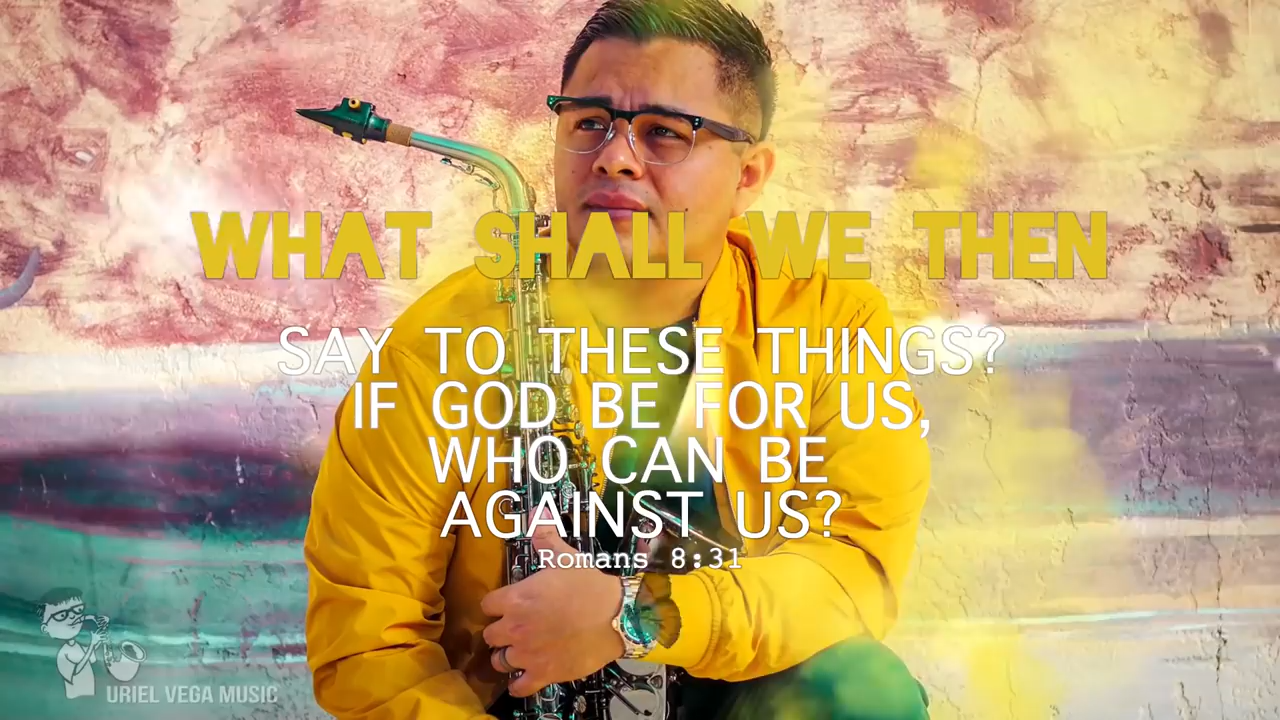 WHAT SHALL WE THEN
SAY TO THESE THINGS?
IF GOD BE FOR US,
WHO CAN BE
AGAINST US?
Romans 8:31
URIEL VEGA MUSIC